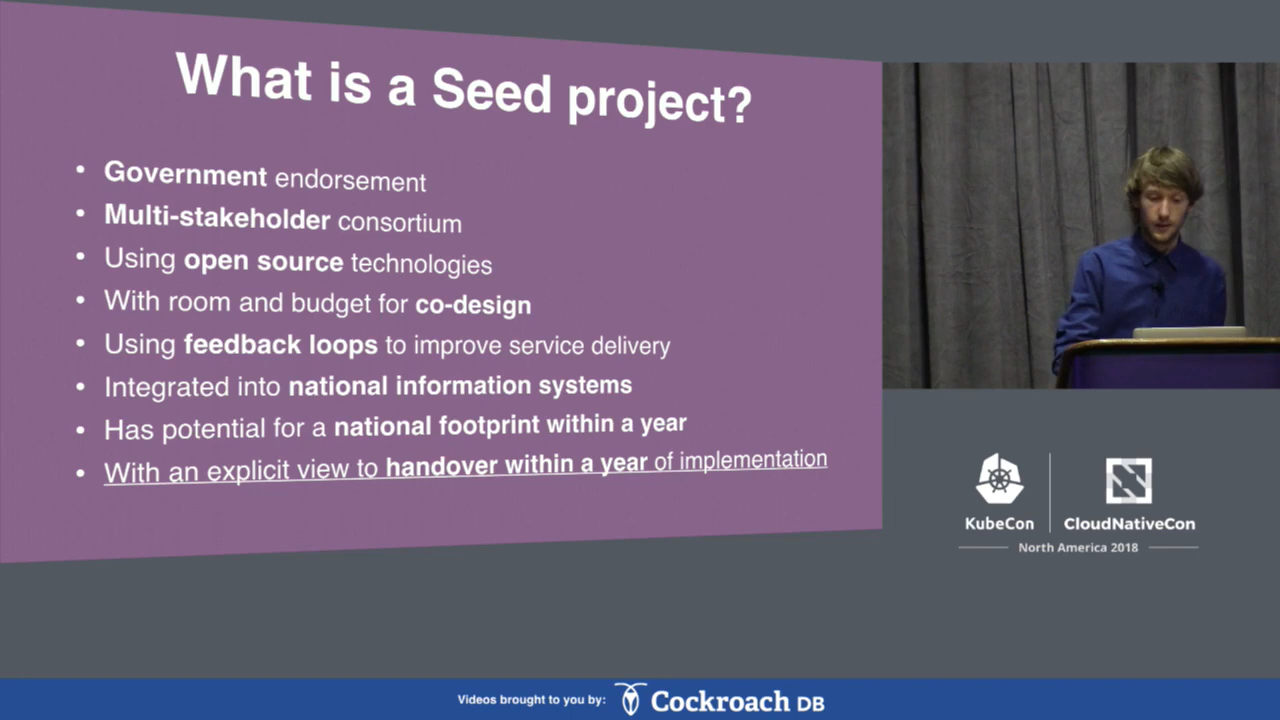 What is a Seed project?
• Government endorsement
• Multi-stakeholder consortium
• Using open source technologies
• With room and budget for co-design
• Using feedback loops to improve service delivery
• Integrated into national information systems
• Has potential for a national footprint within a year
• With an explicit view to handover within a year of implementation
KubeCon
CloudNativeCon
North America 2018
Videos brought to you by: Cockroach DB